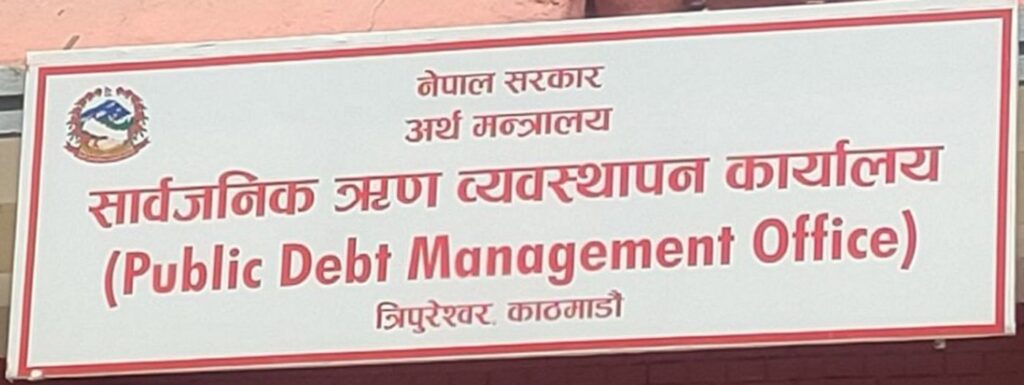 नेपाल सरकार
अर्थ मन्त्रालय
सार्वजनिक ऋण व्यवस्थापन कार्यालय
(Public Debt Management Office)
त्रिपुरेश्वर, काठमाडौं